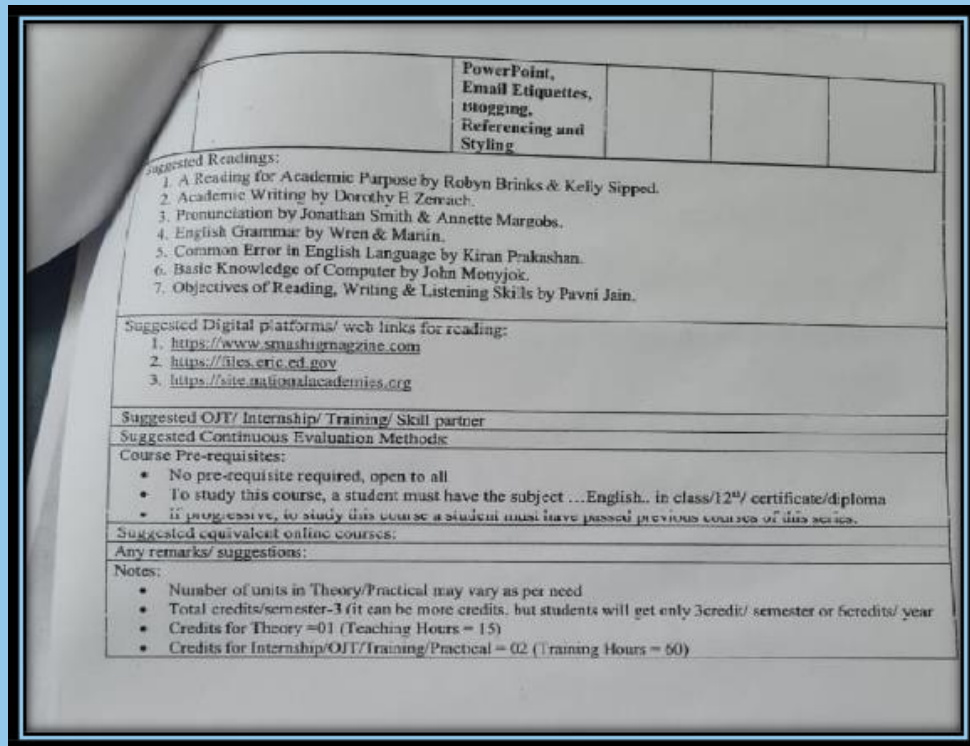 PowerPoint,
Email Etiquettes,
Blogging,
Referencing and
Styling
Suggested Readings:
1. A Reading for Academic Purpose by Robyn Brinks & Kelly Sipped.
2. Academic Writing by Dorothy E Zemach.
3. Pronunciation by Jonathan Smith & Annette Margobs.
4. English Grammar by Wren & Martin.
5. Common Error in English Language by Kiran Prakashan.
6. Basic Knowledge of Computer by John Monyjok.
7. Objectives of Reading, Writing & Listening Skills by Pavni Jain.
Suggested Digital platforms/ web links for reading:
1. https://www.smashigmagzine.com
2. https://files.eric.ed.gov
3. https://site.nationalacademies.org
Suggested OJT/ Internship/ Training/ Skill partner
Suggested Continuous Evaluation Methods:
Course Pre-requisites:
• No pre-requisite required, open to all
• To study this course, a student must have the subject ...English.. in class/12th/ certificate/diploma
• If progressive, to study this course a student must have passed previous courses of this series.
Suggested equivalent online courses:
Any remarks/ suggestions:
Notes:
• Number of units in Theory/Practical may vary as per need
• Total credits/semester-3 (it can be more credits, but students will get only 3credit/ semester or 6credits/ year
• Credits for Theory =01 (Teaching Hours = 15)
• Credits for Internship/OJT/Training/Practical = 02 (Training Hours = 60)